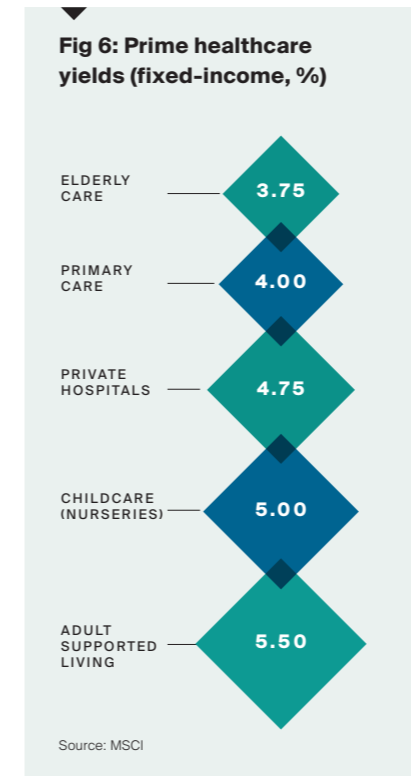 Fig 6: Prime healthcare
yields (fixed-income, %)
ELDERLY
CARE
3.75
PRIMARY
CARE
4.00
PRIVATE
HOSPITALS
4.75
CHILDCARE
(NURSERIES)
5.00
ADULT
SUPPORTED
LIVING
5.50
Source: MSCI